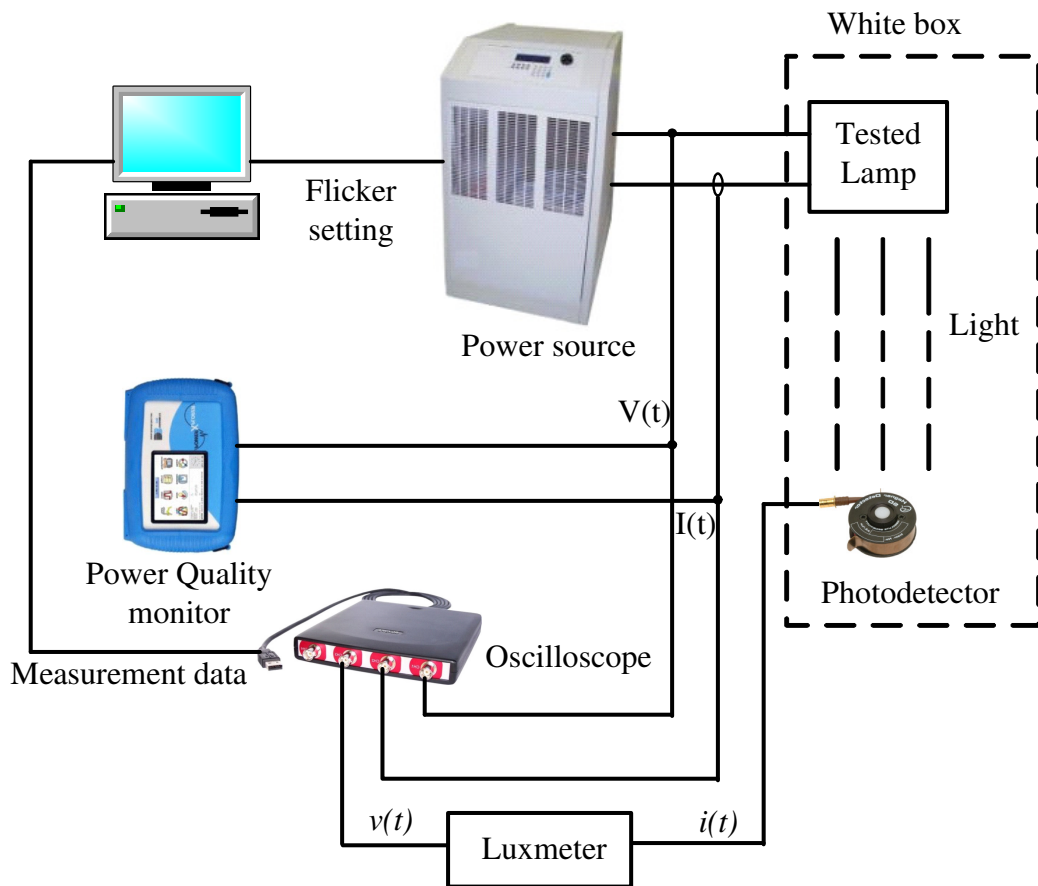 White box
Tested
Lamp
Flicker
setting
Power source
Light
V(t)
I(t)
Power Quality
monitor
Photodetector
Oscilloscope
Measurement data
v(t)
i(t)
Luxmeter